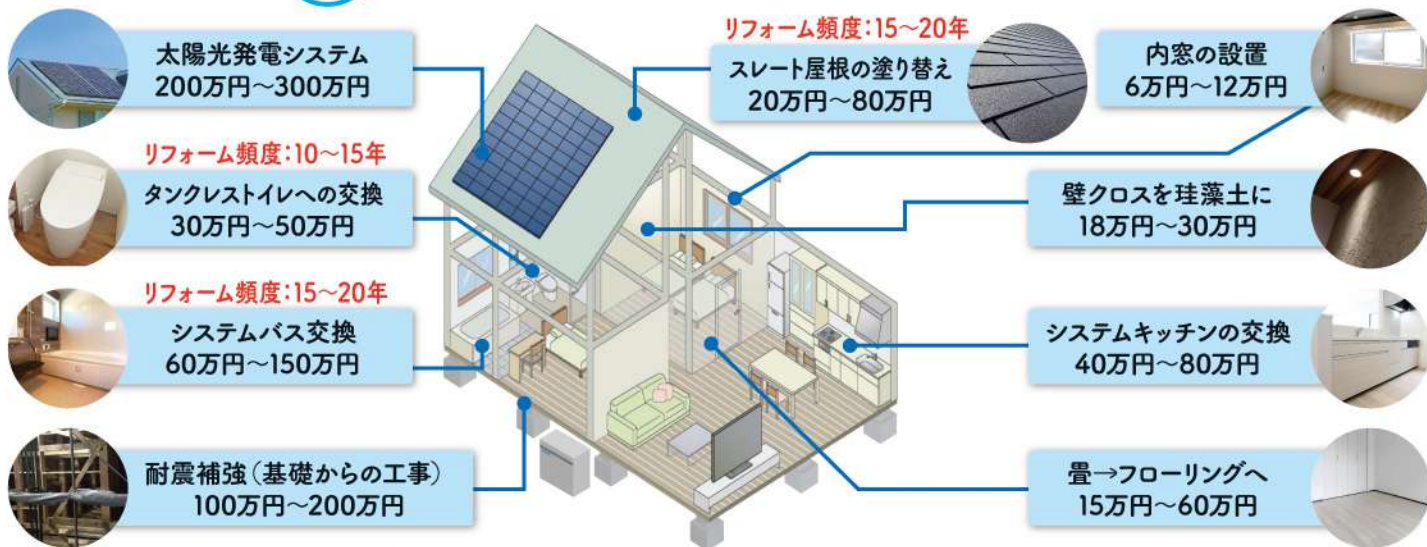 太陽光発電システム
200万円～300万円
リフォーム頻度：15～20年
スレート屋根の塗り替え
20万円～80万円
内窓の設置
6万円～12万円
リフォーム頻度：10～15年
タンクレストイレへの交換
30万円～50万円
壁クロスを珪藻土に
18万円～30万円
リフォーム頻度：15～20年
システムバス交換
60万円～150万円
システムキッチンの交換
40万円～80万円
耐震補強（基礎からの工事）
100万円～200万円
畳→フローリングへ
15万円～60万円